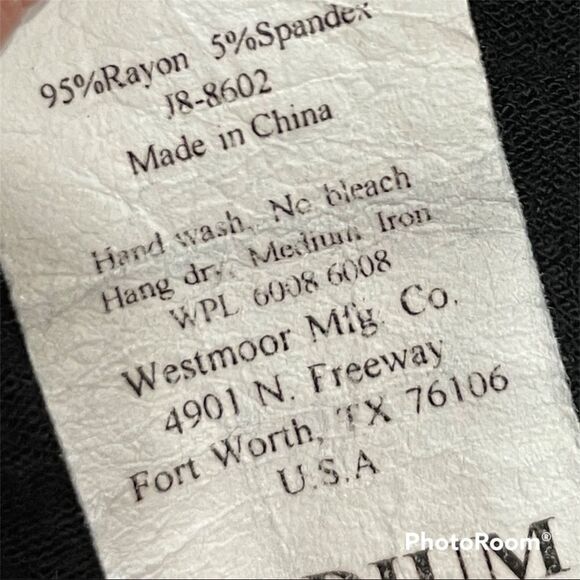 95%Rayon 5%Spandex
J8-8602
Made in China
Hand wash, No bleach
Hang dry, Medium Iron
WPL 6008 6008
Westmoor Mfg. Co.
4901 N. Freeway
Fort Worth, TX 76106
U.S.A
PhotoRoom®